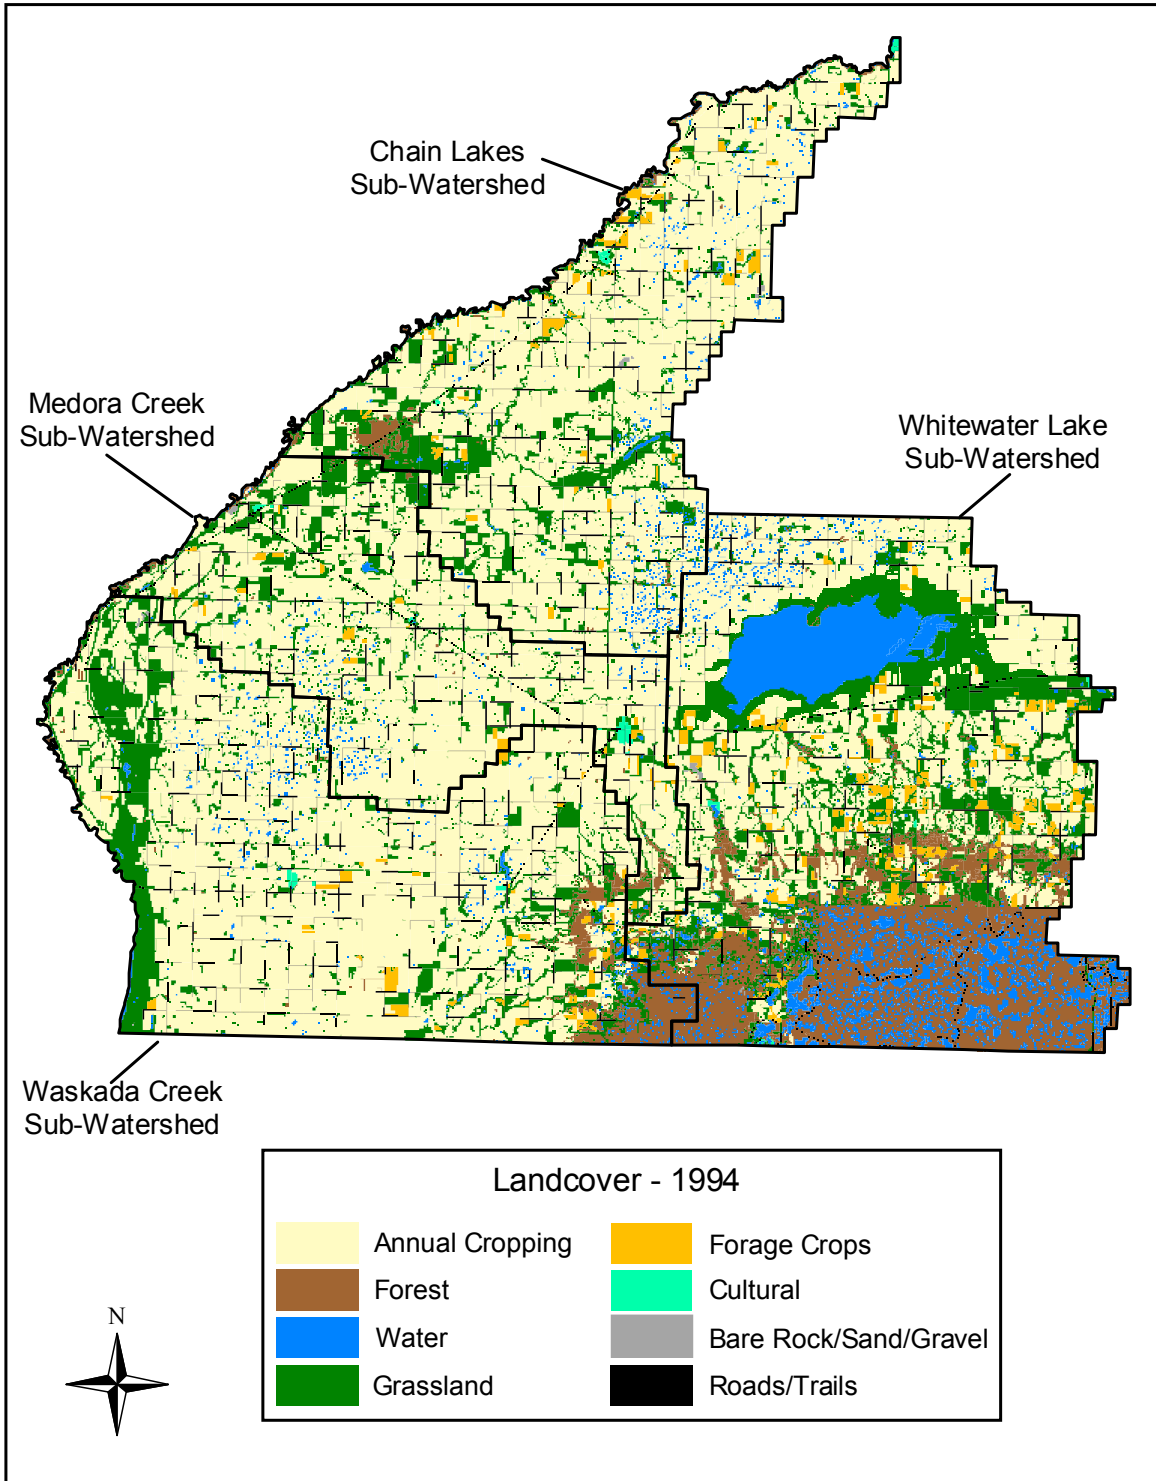 Chain Lakes
Sub-Watershed
Medora Creek
Sub-Watershed
Whitewater Lake
Sub-Watershed
Waskada Creek
Sub-Watershed
Landcover - 1994
Annual Cropping
Forest
Water
Grassland
Forage Crops
Cultural
Bare Rock/Sand/Gravel
Roads/Trails
N